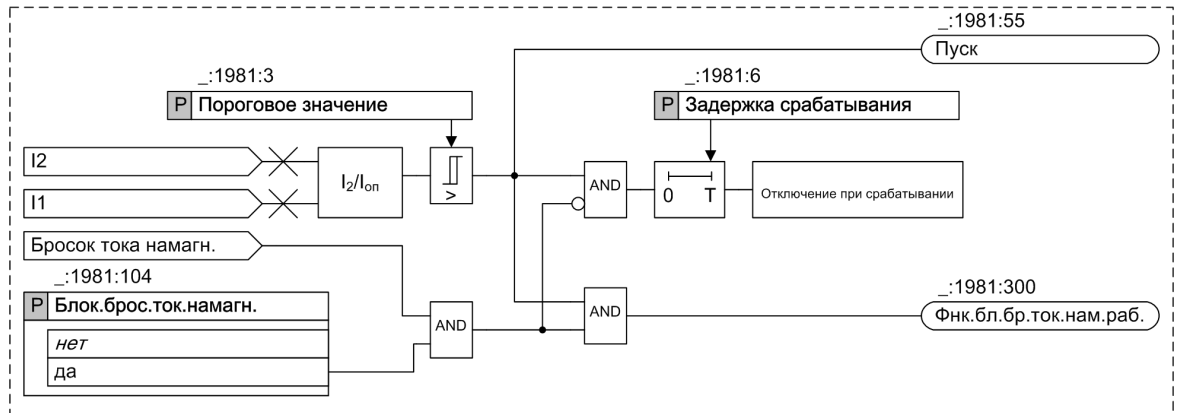 _:1981:55
Пуск
_:1981:3
P Пороговое значение
_:1981:6
P Задержка срабатывания
I2
I1
I₂/Iоп
>
AND
0 T
Отключение при срабатывании
Бросок тока намагн.
_:1981:104
P Блок.брос.ток.намагн.
нет
да
AND
AND
_:1981:300
Фнк.бл.бр.ток.нам.раб.